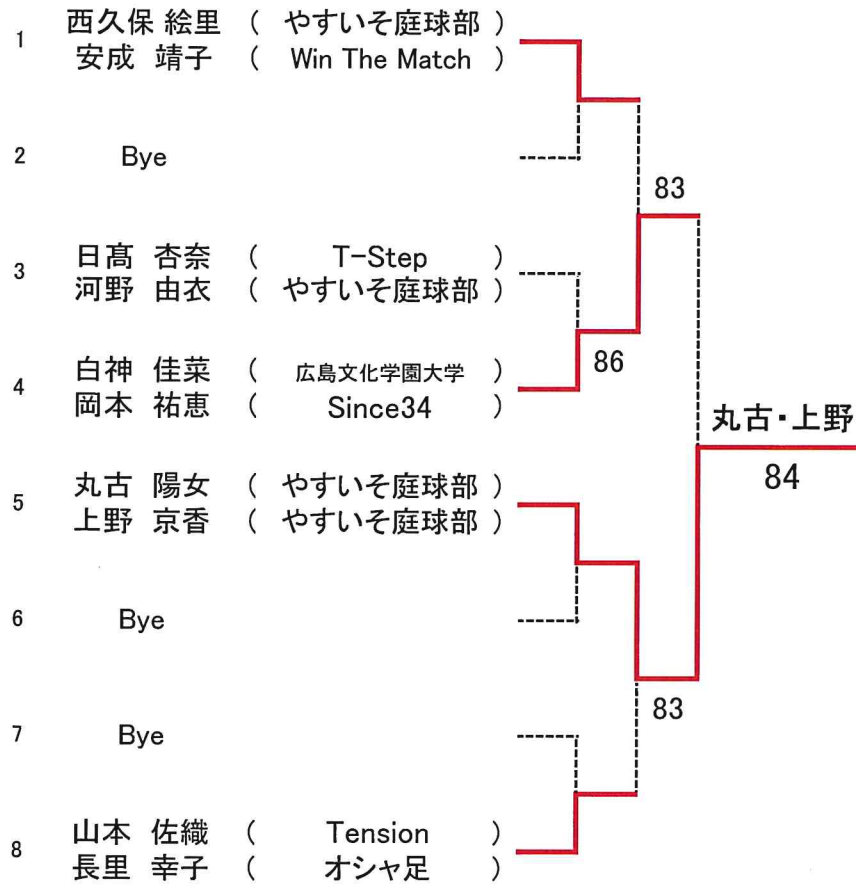 1 西久保 絵里 ( やすいそ庭球部 )
安成 靖子 ( Win The Match )
2 Bye
83
3 日髙 杏奈 ( T-Step )
河野 由衣 ( やすいそ庭球部 )
86
4 白神 佳菜 ( 広島文化学園大学 )
岡本 祐恵 ( Since34 )
丸古・上野
84
5 丸古 陽女 ( やすいそ庭球部 )
上野 京香 ( やすいそ庭球部 )
6 Bye
83
7 Bye
8 山本 佐織 ( Tension )
長里 幸子 ( オシャ足 )